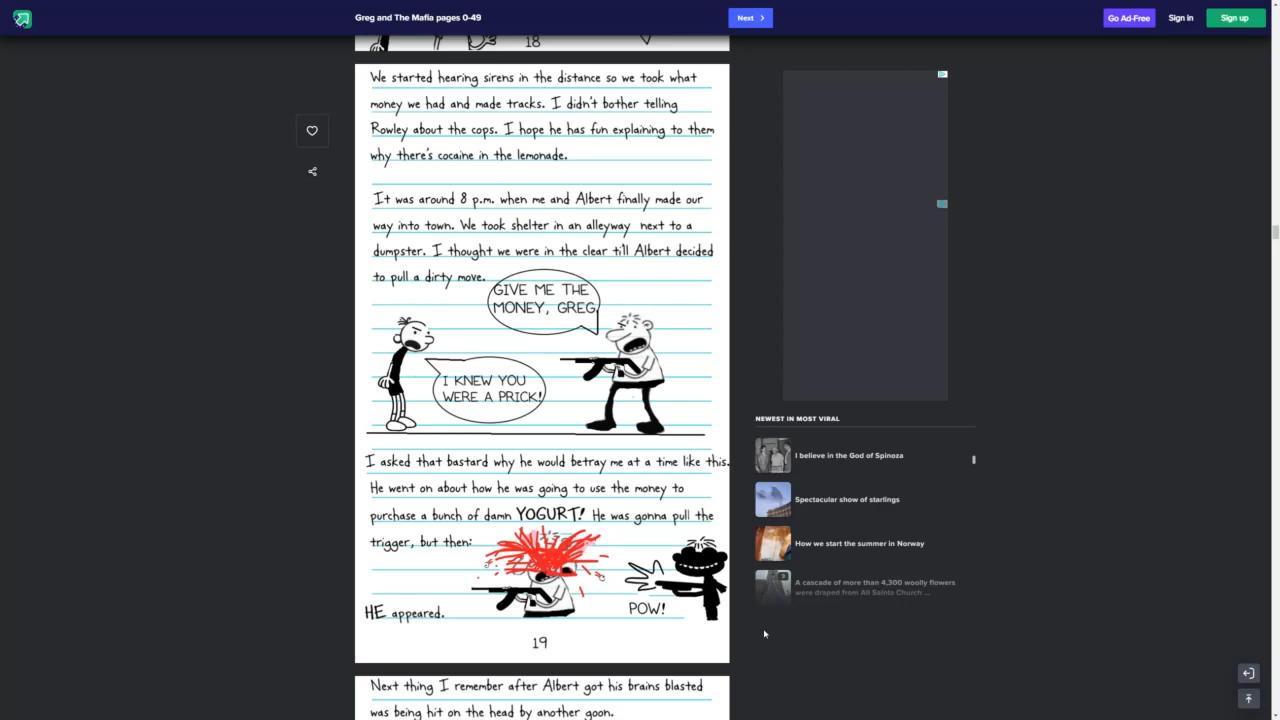 Greg and The Mafia pages 0-49
Next
Go Ad-Free
Sign in
Sign up
18
We started hearing sirens in the distance so we took what
money we had and made tracks. I didn't bother telling
Rowley about the cops. I hope he has fun explaining to them
why there's cocaine in the lemonade.
It was around 8 p.m. when me and Albert finally made our
way into town. We took shelter in an alleyway next to a
dumpster. I thought we were in the clear till Albert decided
to pull a dirty move.
GIVE ME THE
MONEY, GREG
I KNEW YOU
WERE A PRICK!
I asked that bastard why he would betray me at a time like this.
He went on about how he was going to use the money to
purchase a bunch of damn YOGURT! He was gonna pull the
trigger, but then:
POW!
HE appeared.
19
Next thing I remember after Albert got his brains blasted
was being hit on the head by another goon.
NEWEST IN MOST VIRAL
I believe in the God of Spinoza
Spectacular show of starlings
How we start the summer in Norway
3
A cascade of more than 4,300 woolly flowers
were draped from All Saints Church ...